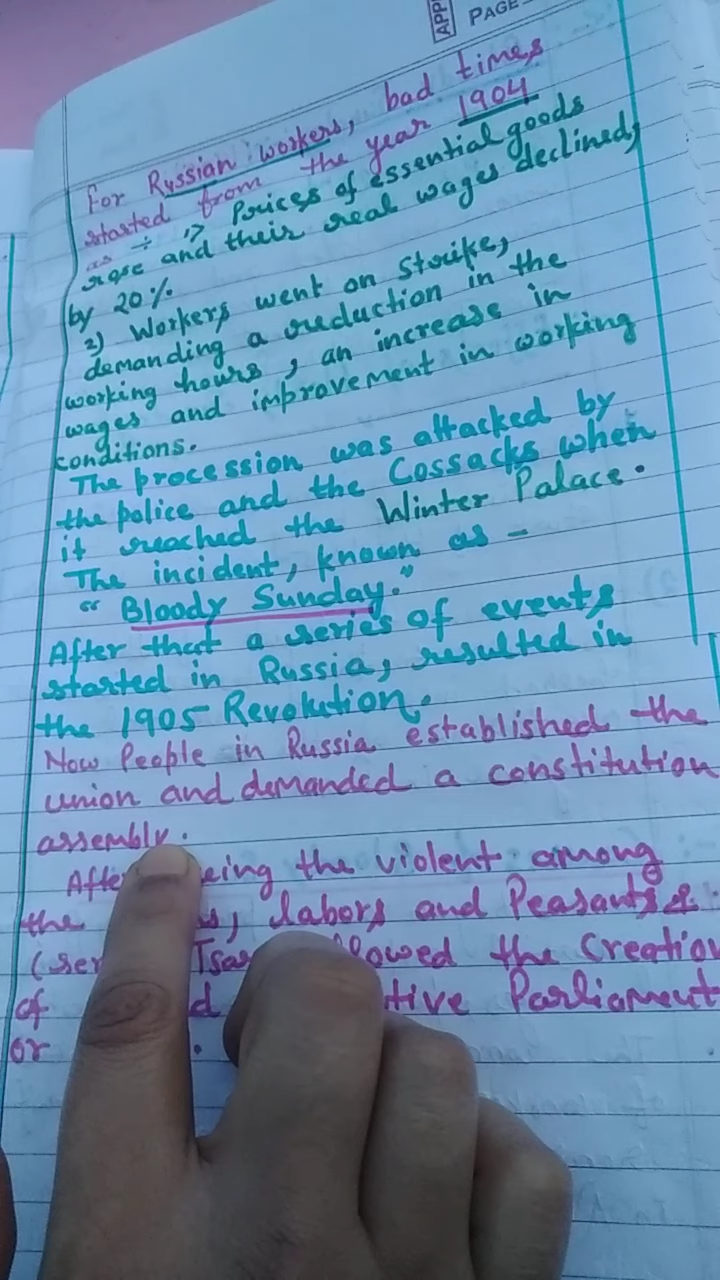 APP
PAGE
For Russian workers, bad times
started from the year 1904
as ÷ 1) Prices of essential goods
rose and their real wages declined,
by 20%.
2) Workers went on strike,
demanding a reduction in the
working hours, an increase in
wages and improvement in working
conditions.
The procession was attacked by
the police and the Cossacks when
it reached the Winter Palace.
The incident, known as –
"Bloody Sunday."
After that a series of events
started in Russia, resulted in
the 1905 Revolution.
Now People in Russia established the
union and demanded a constitution
assembly.
the violent among
the labors and Peasants
the Creation
of Parliament
or